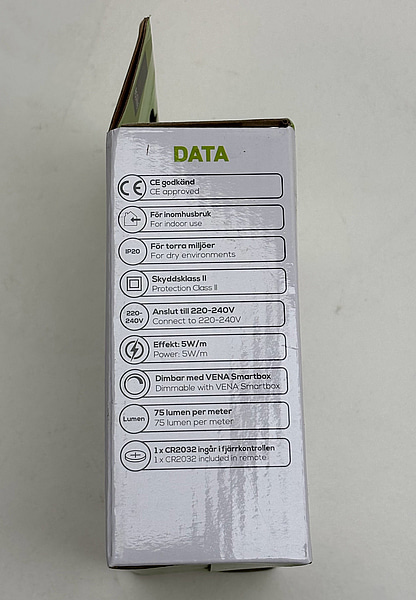 DATA
CE
CE godkänd
CE approved
För inomhusbruk
For indoor use
IP20
För torra miljöer
For dry environments
Skyddsklass II
Protection Class II
220-
240V
Anslut till 220-240V
Connect to 220-240V
Effekt: 5W/m
Power: 5W/m
Dimbar med VENA Smartbox
Dimmable with VENA Smartbox
Lumen
75 lumen per meter
75 lumen per meter
1 x CR2032 ingår i fjärrkontrollen
1 x CR2032 included in remote